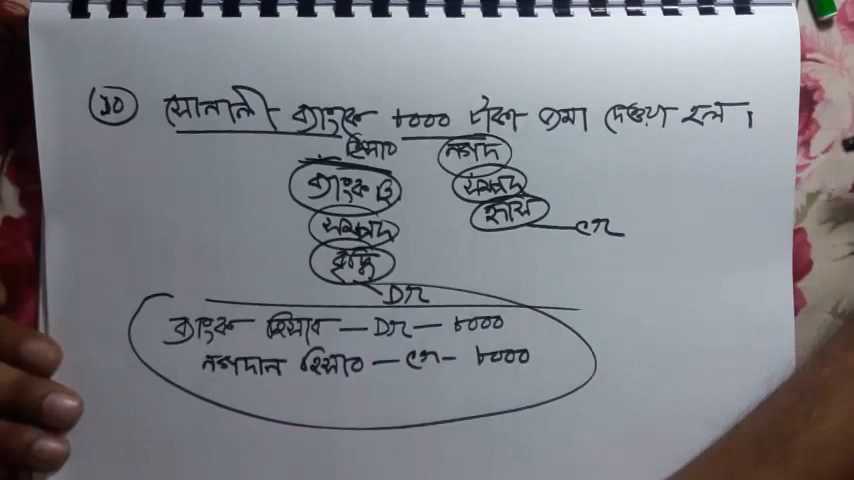 ১০ সোনালী ব্যাংকে ৮০০০ টাকা জমা দেওয়া হল।
হিসাব নগদ
ব্যাংক হি সম্পদ
সম্পদ হ্রাস — Cr
বৃদ্ধি
Dr
ব্যাংক হিসাব — Dr — ৮০০০
নগদান হিসাব — Cr — ৮০০০